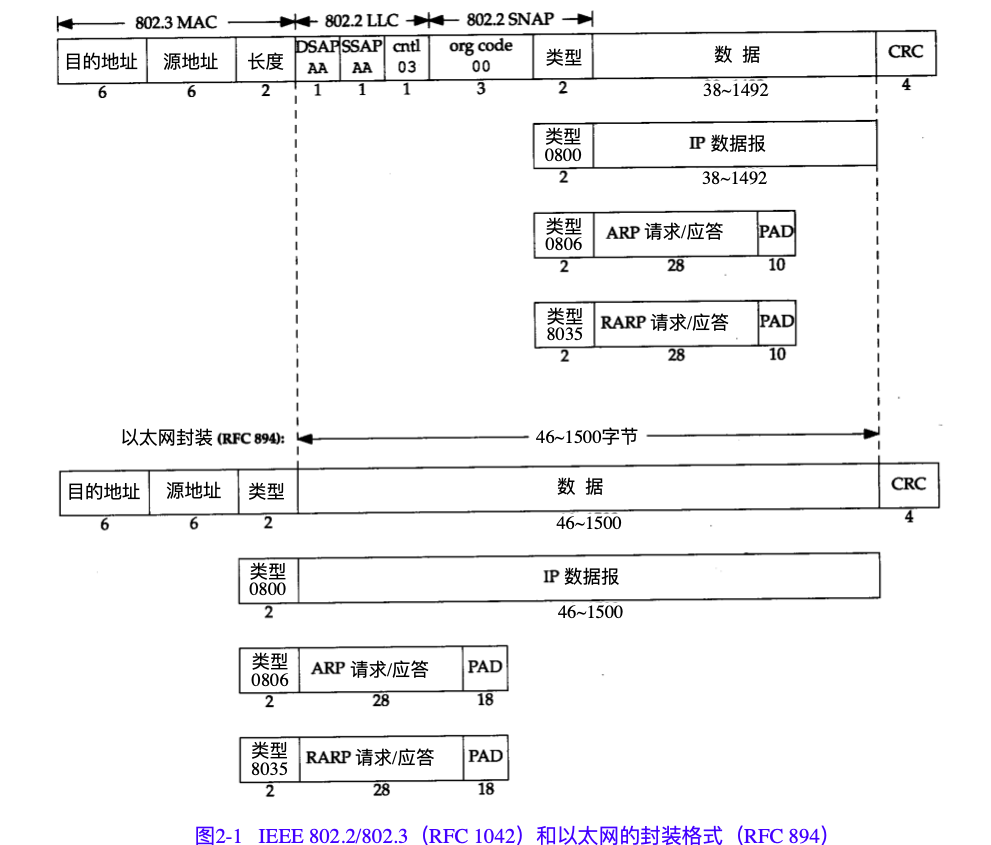 802.3 MAC 802.2 LLC 802.2 SNAP
目的地址 源地址 长度 DSAP AA SSAP AA cntl 03 org code 00 类型 数 据 CRC
6 6 2 1 1 1 3 2 38~1492 4
类型 0800 IP 数据报
2 38~1492
类型 0806 ARP 请求/应答 PAD
2 28 10
类型 8035 RARP 请求/应答 PAD
2 28 10
以太网封装 (RFC 894): 46~1500字节
目的地址 源地址 类型 数 据 CRC
6 6 2 46~1500 4
类型 0800 IP 数据报
2 46~1500
类型 0806 ARP 请求/应答 PAD
2 28 18
类型 8035 RARP 请求/应答 PAD
2 28 18
图2-1 IEEE 802.2/802.3（RFC 1042）和以太网的封装格式（RFC 894）